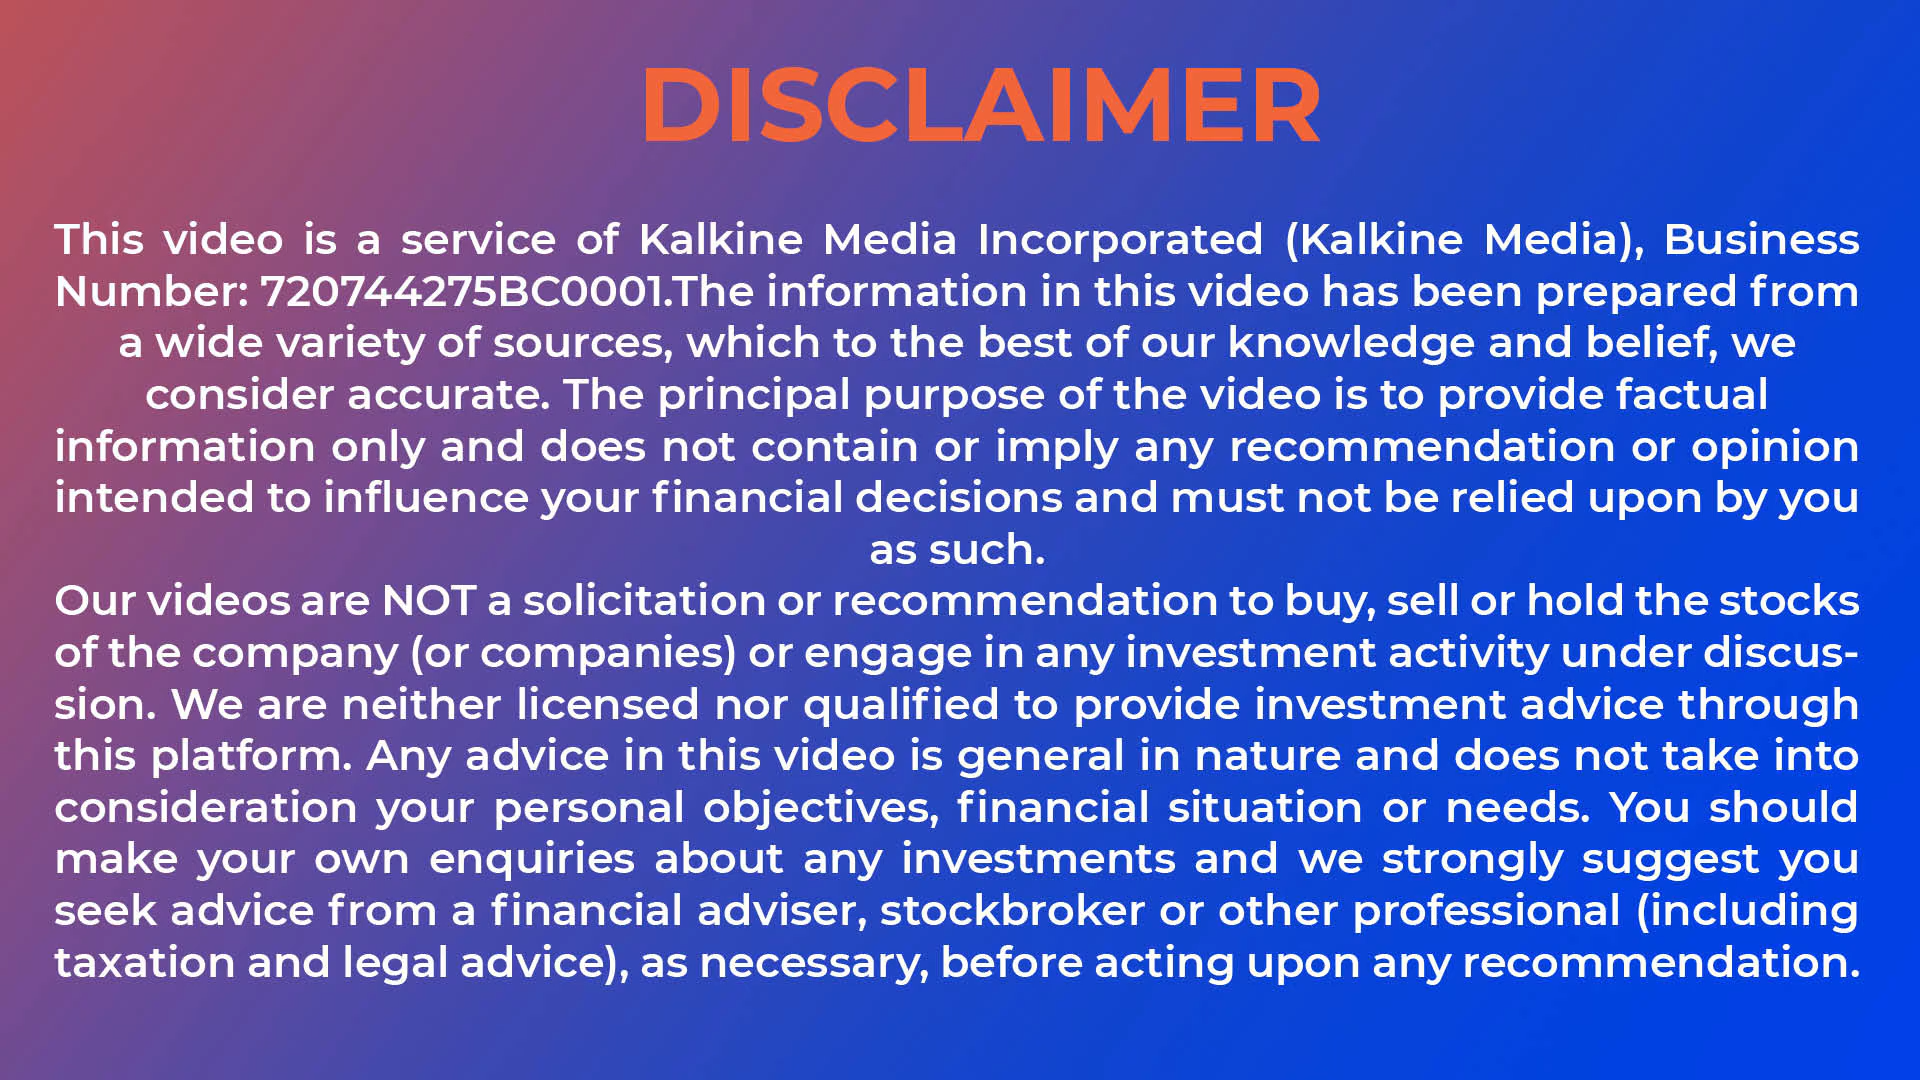 DISCLAIMER
This video is a service of Kalkine Media Incorporated (Kalkine Media), Business
Number: 720744275BC0001.The information in this video has been prepared from
a wide variety of sources, which to the best of our knowledge and belief, we
consider accurate. The principal purpose of the video is to provide factual
information only and does not contain or imply any recommendation or opinion
intended to influence your financial decisions and must not be relied upon by you
as such.
Our videos are NOT a solicitation or recommendation to buy, sell or hold the stocks
of the company (or companies) or engage in any investment activity under discus-
sion. We are neither licensed nor qualified to provide investment advice through
this platform. Any advice in this video is general in nature and does not take into
consideration your personal objectives, financial situation or needs. You should
make your own enquiries about any investments and we strongly suggest you
seek advice from a financial adviser, stockbroker or other professional (including
taxation and legal advice), as necessary, before acting upon any recommendation.